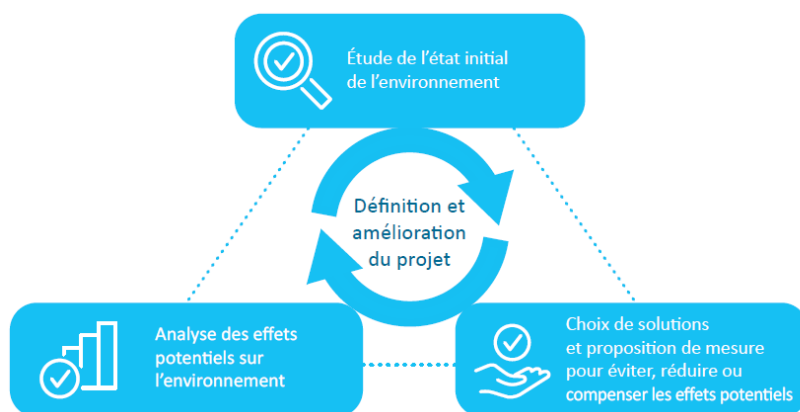 Étude de l'état initial
de l'environnement
Définition et
amélioration
du projet
Analyse des effets
potentiels sur
l'environnement
Choix de solutions
et proposition de mesure
pour éviter, réduire ou
compenser les effets potentiels